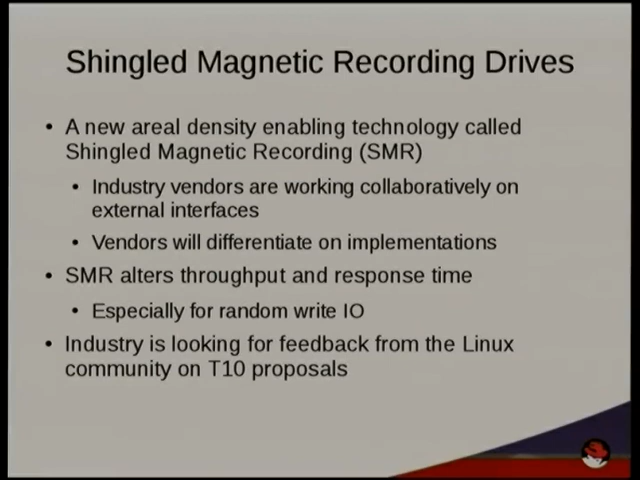 Shingled Magnetic Recording Drives
• A new areal density enabling technology called
Shingled Magnetic Recording (SMR)
• Industry vendors are working collaboratively on
external interfaces
• Vendors will differentiate on implementations
• SMR alters throughput and response time
• Especially for random write IO
• Industry is looking for feedback from the Linux
community on T10 proposals